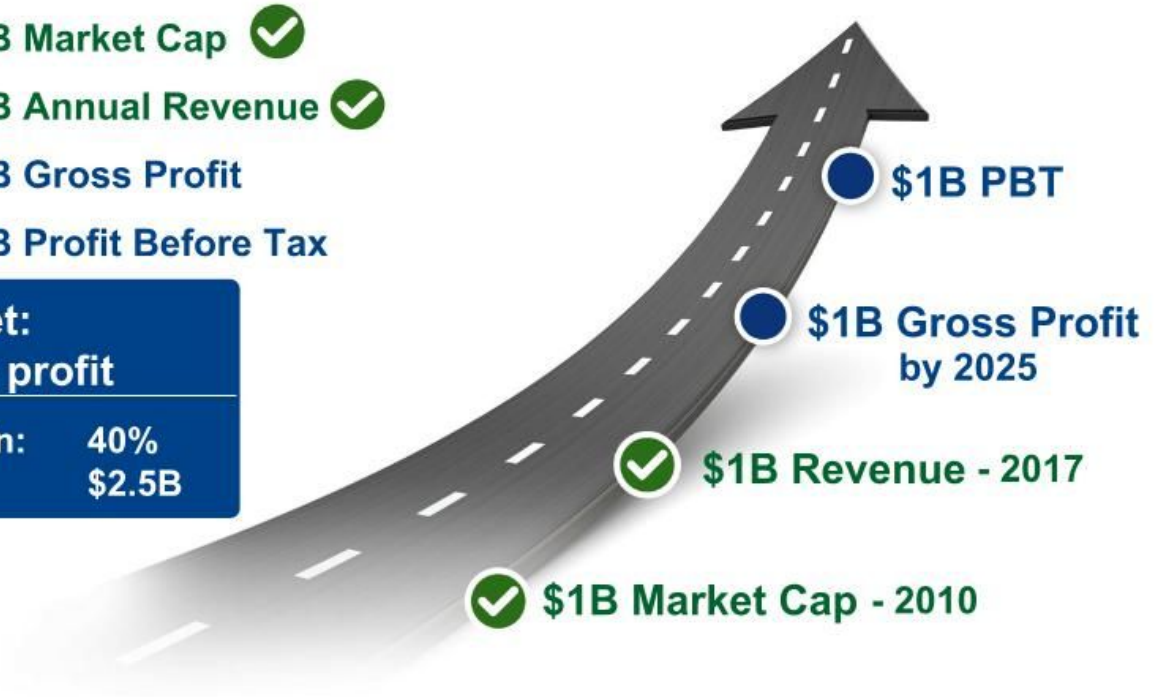 B Market Cap
B Annual Revenue
B Gross Profit
B Profit Before Tax
et:
profit
n: 40%
$2.5B
$1B PBT
$1B Gross Profit
by 2025
$1B Revenue - 2017
$1B Market Cap - 2010